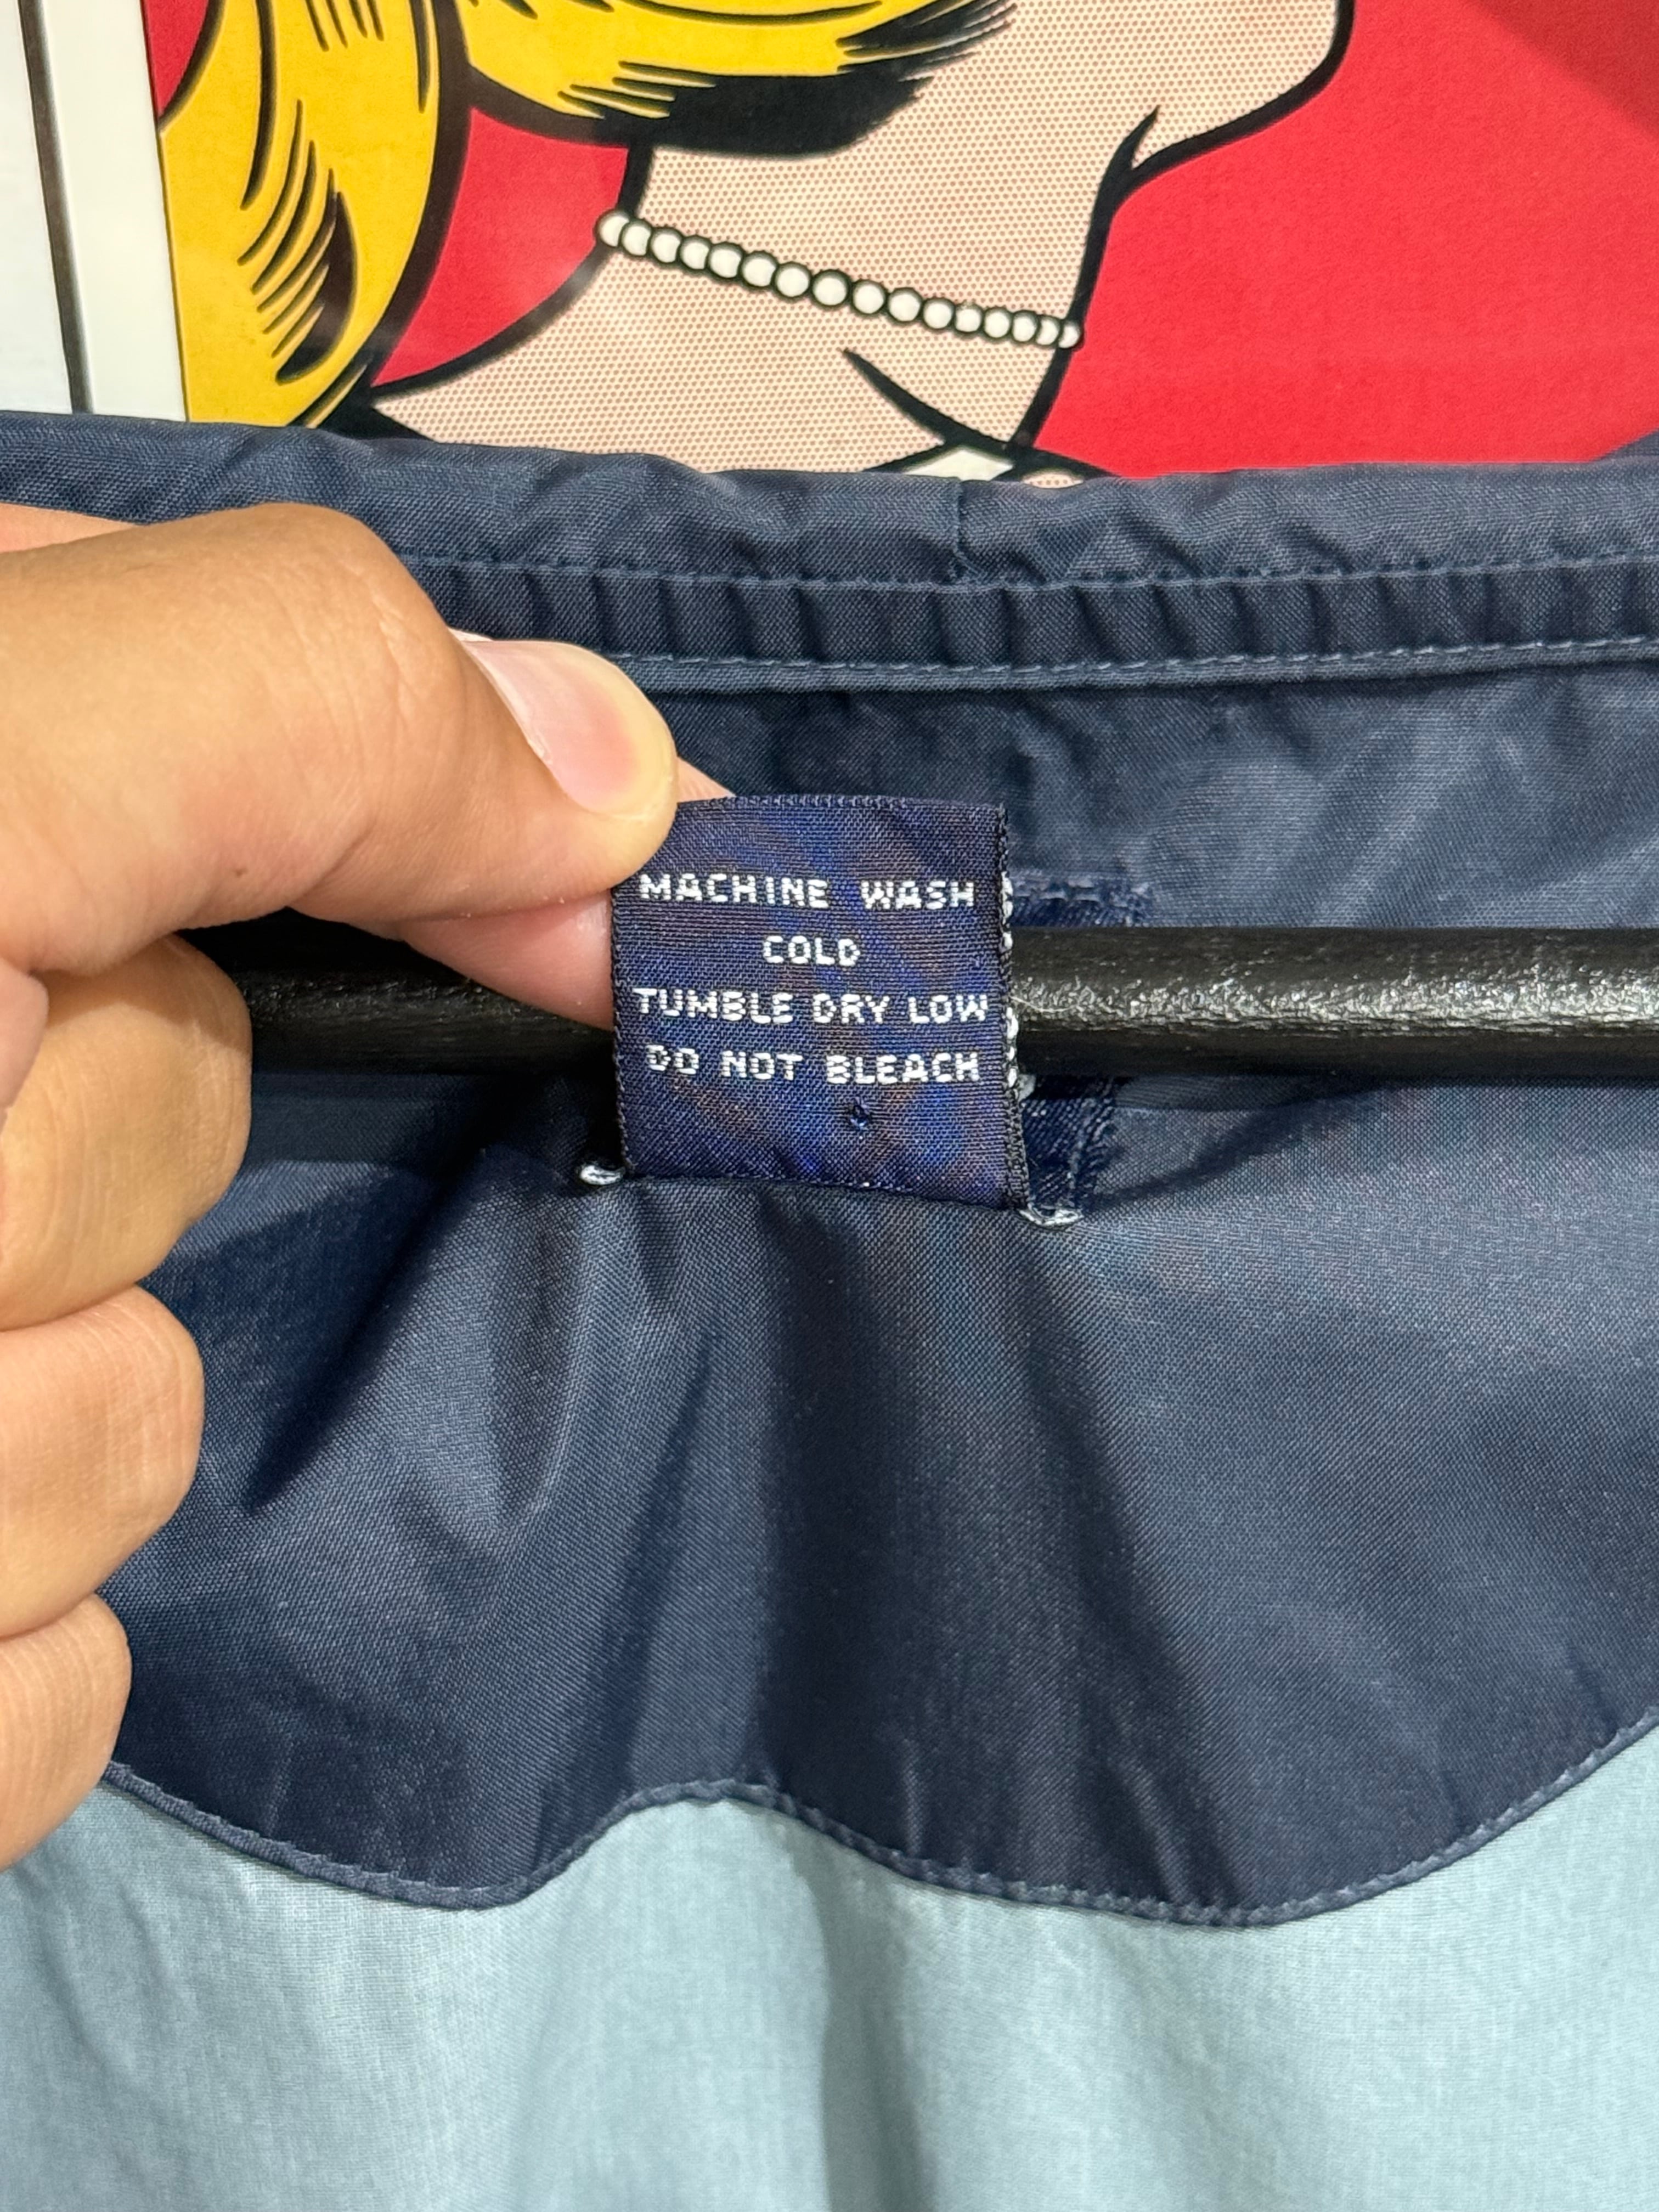 MACHINE WASH
COLD
TUMBLE DRY LOW
DO NOT BLEACH